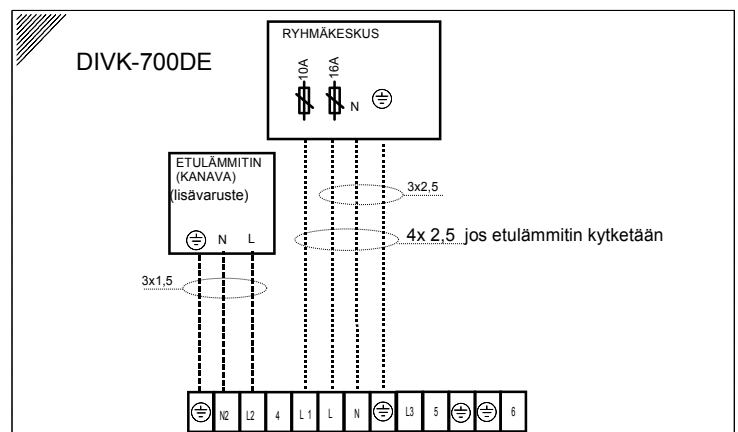 DIVK-700DE
RYHMÄKESKUS
10A
16A
N
ETULÄMMITIN
(KANAVA)
(lisävaruste)
N L
3x2,5
4x 2,5 jos etulämmitin kytketään
3x1,5
N2 L2 4 L 1 L N L3 5 6